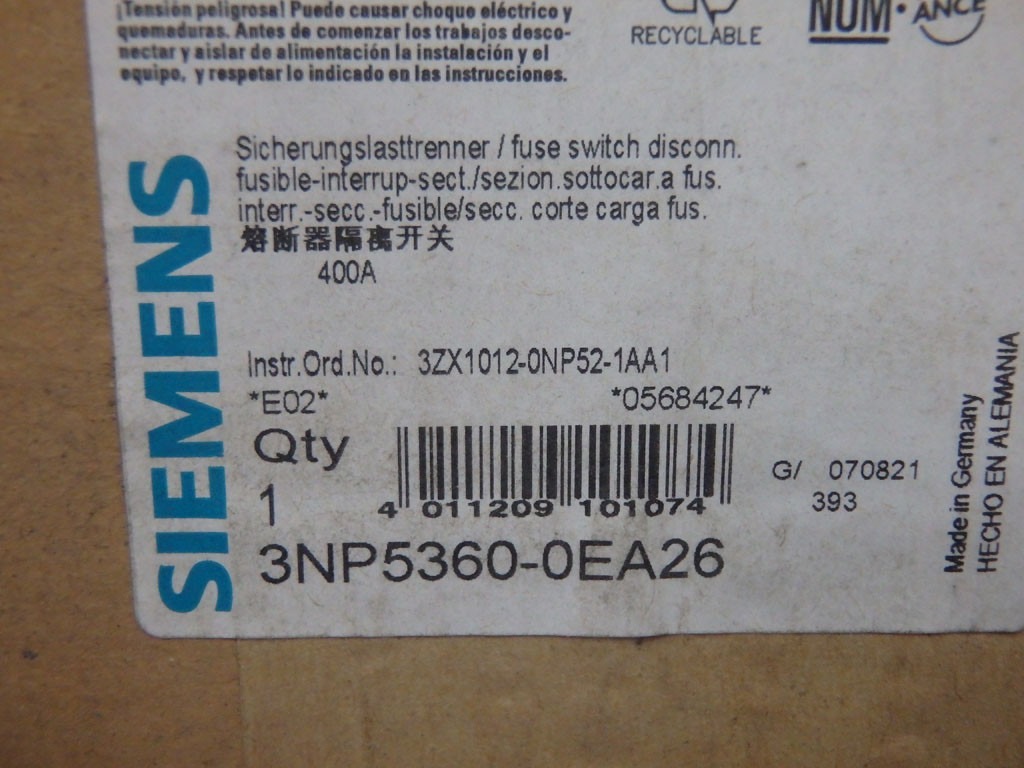 ¡Tensión peligrosa! Puede causar choque eléctrico y
quemaduras. Antes de comenzar los trabajos desco-
nectar y aislar de alimentación la instalación y el
equipo, y respetar lo indicado en las instrucciones.
RECYCLABLE
NOM·ANCE
SIEMENS
Sicherungslasttrenner / fuse switch disconn.
fusible-interrup-sect./sezion.sottocar.a fus.
interr.-secc.-fusible/secc. corte carga fus.
熔断器隔离开关
400A
Instr.Ord.No.: 3ZX1012-0NP52-1AA1
*E02* *05684247*
Qty
1
4 011209 101074
G/ 070821
393
3NP5360-0EA26
Made in Germany
HECHO EN ALEMANIA